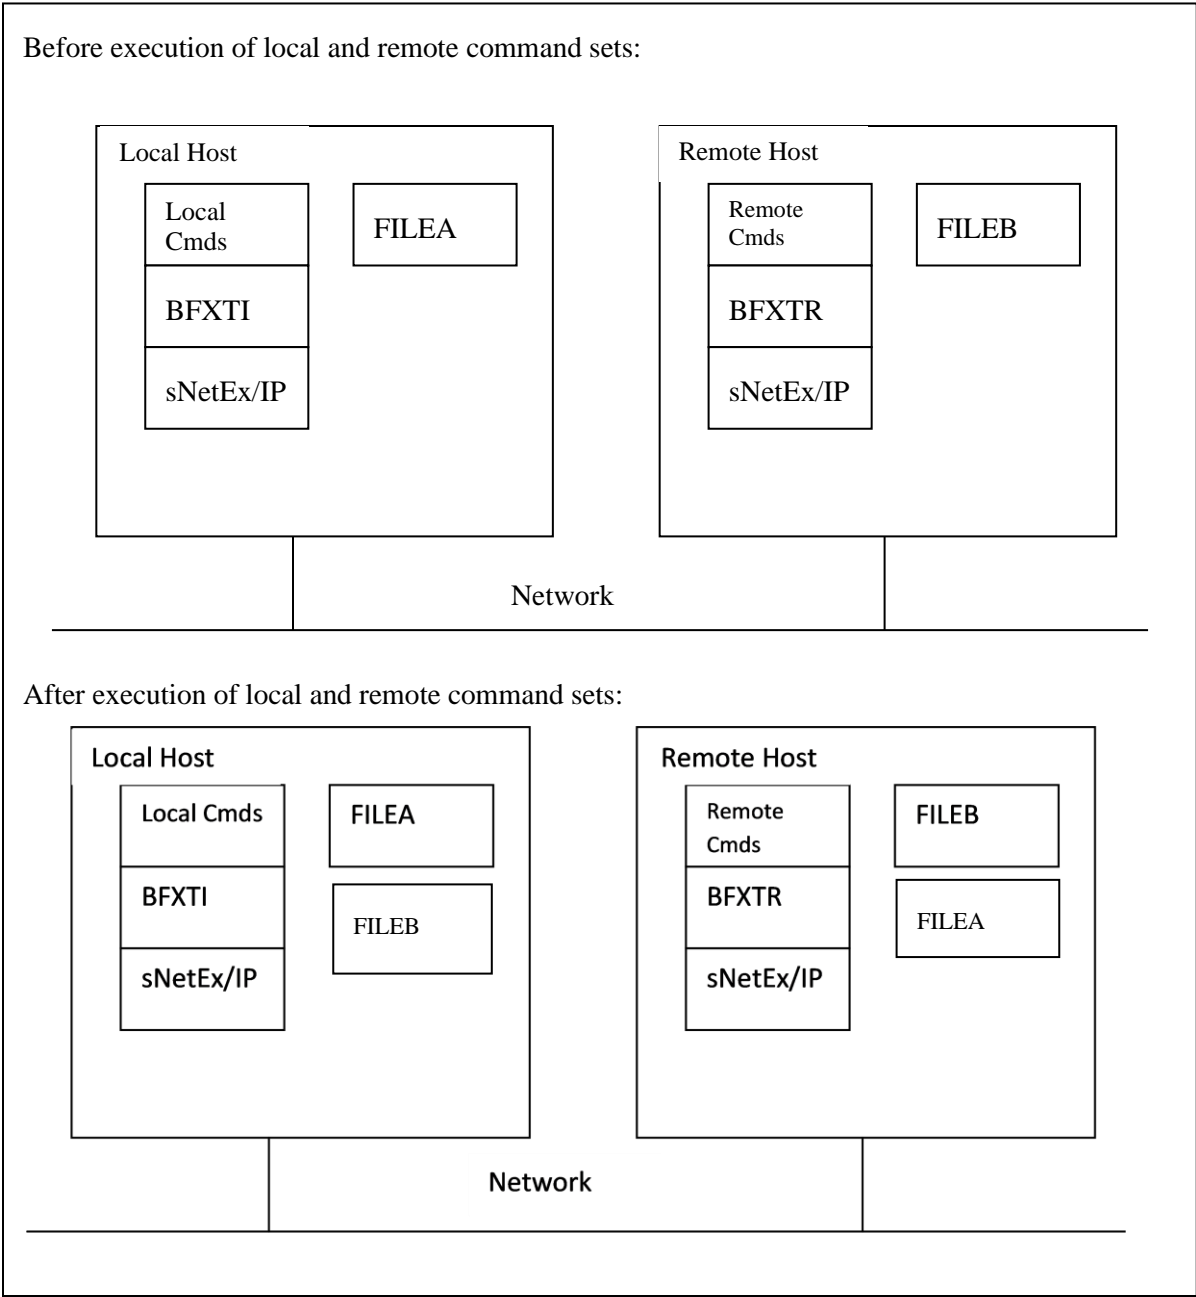 Before execution of local and remote command sets:
Local Host
Local
Cmds
FILEA
BFXTI
sNetEx/IP
Remote Host
Remote
Cmds
FILEB
BFXTR
sNetEx/IP
Network
After execution of local and remote command sets:
Local Host
Local Cmds
FILEA
BFXTI
FILEB
sNetEx/IP
Remote Host
Remote
Cmds
FILEB
BFXTR
FILEA
sNetEx/IP
Network